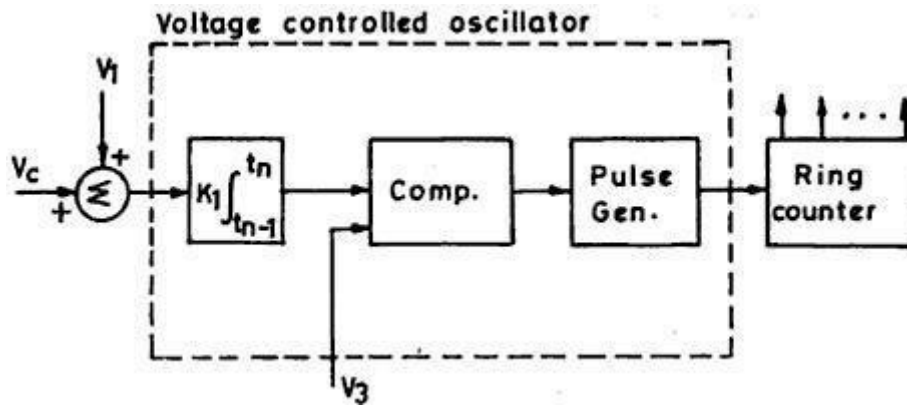 Voltage controlled oscillator
V1
Vc
+
+
Σ
K1 ∫ tn tn-1
Comp.
Pulse
Gen.
Ring
counter
....
V3